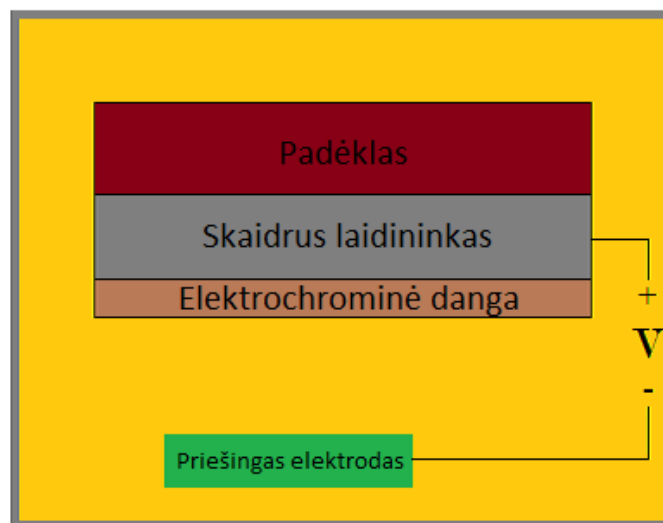 Padėklas
Skaidrus laidininkas
Elektrochrominė danga
+
V
-
Priešingas elektrodas